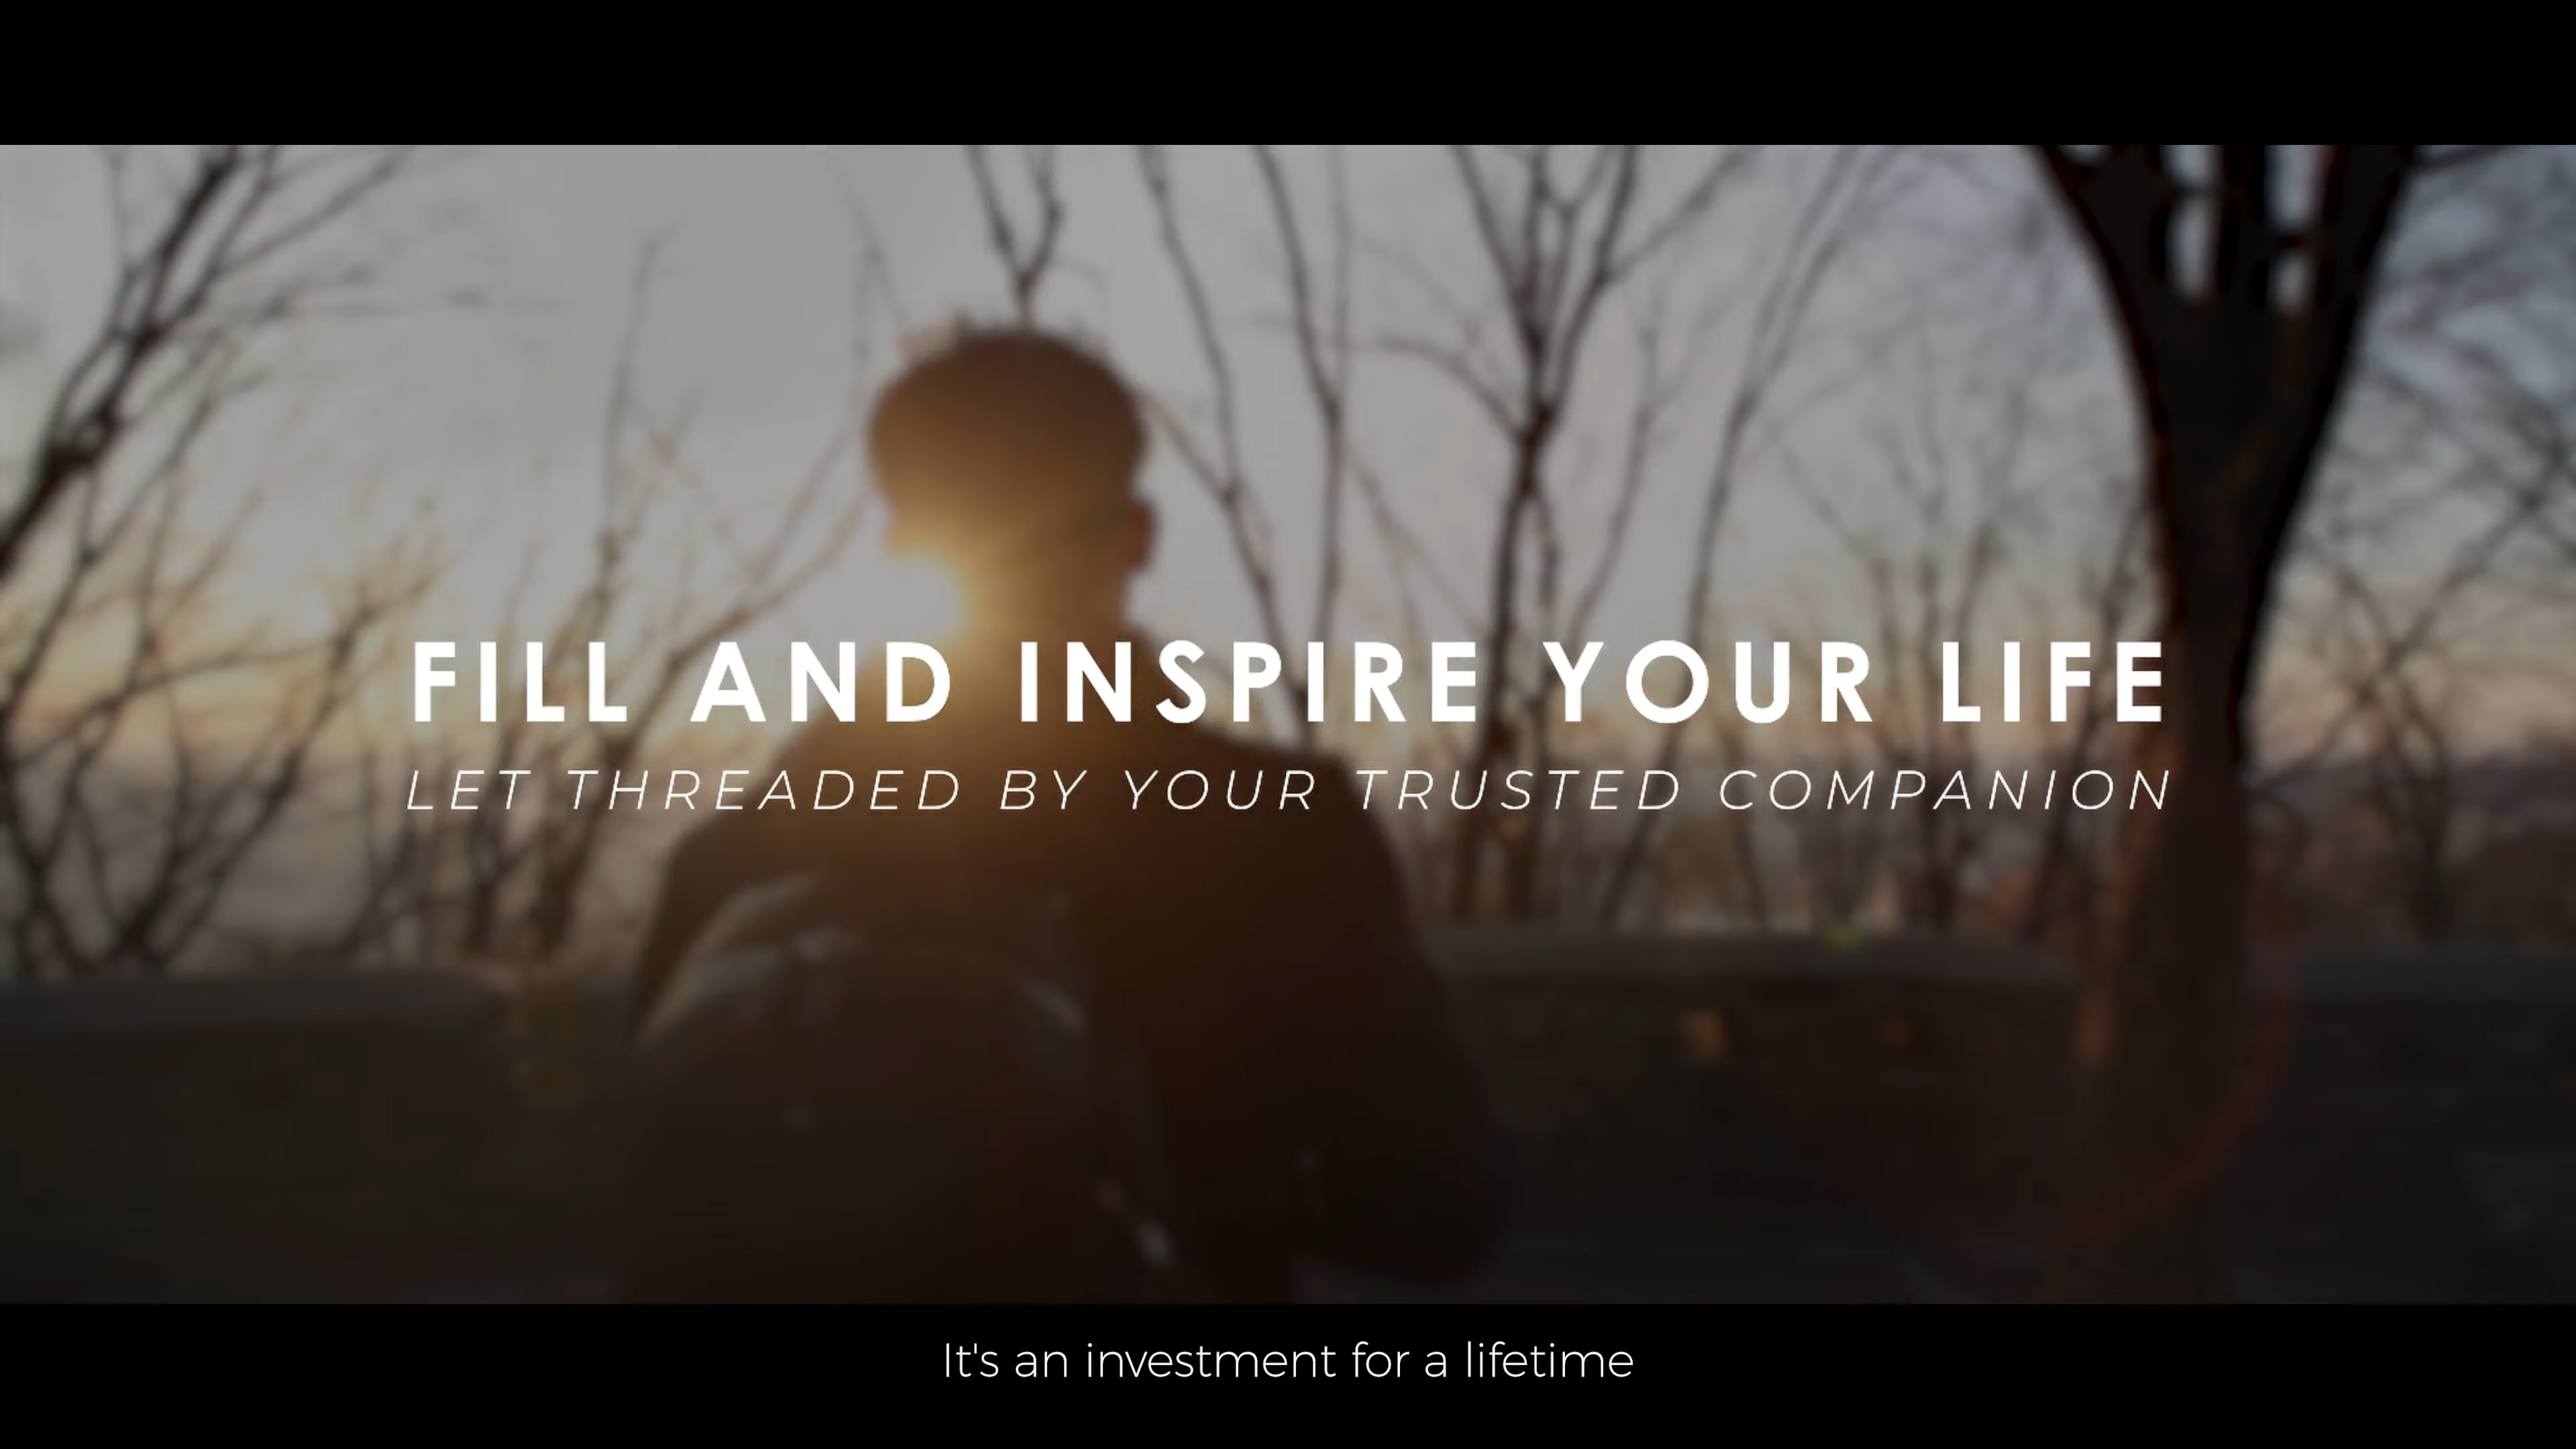 FILL AND INSPIRE YOUR LIFE
LET THREADED BY YOUR TRUSTED COMPANION
It's an investment for a lifetime